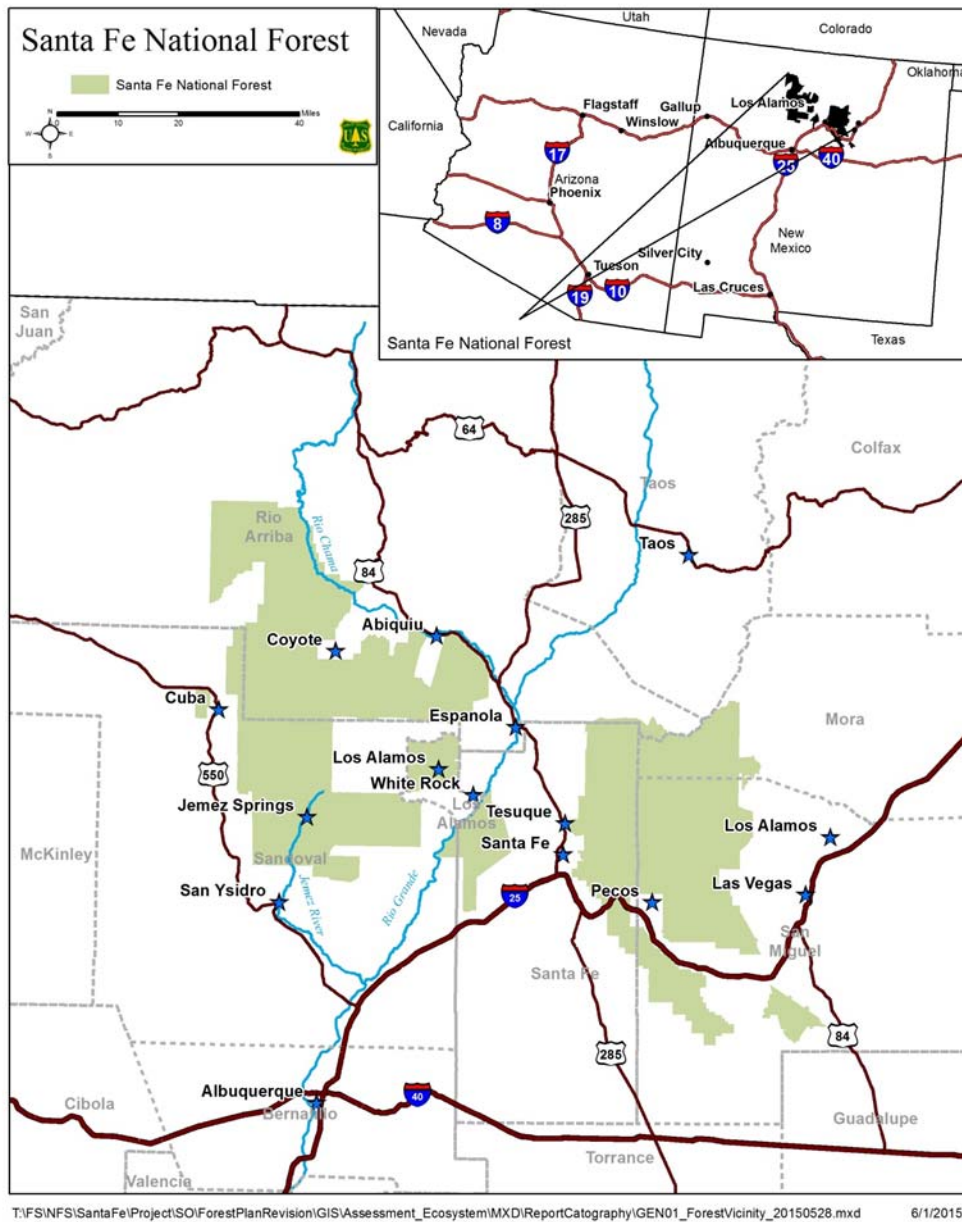 Santa Fe National Forest
Santa Fe National Forest
N
W
E
S
0
10
20
40
Miles
U S
Nevada
Utah
Colorado
Oklahoma
California
Flagstaff
Winslow
Gallup
Los Alamos
Albuquerque
17
25
40
Arizona
Phoenix
8
New
Mexico
Silver City
Tucson
19
10
Las Cruces
Texas
Santa Fe National Forest
San
Juan
64
Colfax
Taos
Rio
Arriba
Rio Chama
285
Taos
84
Abiquiu
Coyote
Cuba
Espanola
Mora
Los Alamos
550
White Rock
Los
Alamos
Jemez Springs
Tesuque
Los Alamos
Santa Fe
McKinley
Sandoval
San Ysidro
Jemez River
Rio Grande
25
Pecos
Las Vegas
San
Miguel
Santa Fe
84
285
Albuquerque
40
Cibola
Bernalillo
Guadalupe
Torrance
Valencia
T:\FS\NFS\SantaFe\Project\SO\ForestPlanRevision\GIS\Assessment_Ecosystem\MXD\ReportCatography\GEN01_ForestVicinity_20150528.mxd
6/1/2015